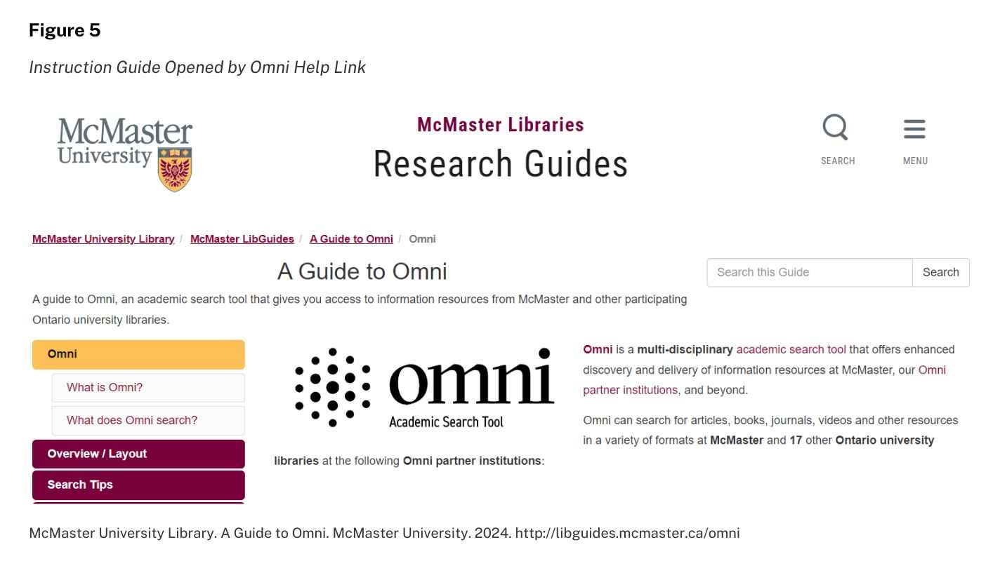 Figure 5
Instruction Guide Opened by Omni Help Link
McMaster
University
McMaster Libraries
Research Guides
SEARCH
MENU
McMaster University Library / McMaster LibGuides / A Guide to Omni / Omni
A Guide to Omni
Search this Guide
Search
A guide to Omni, an academic search tool that gives you access to information resources from McMaster and other participating
Ontario university libraries.
Omni
What is Omni?
What does Omni search?
Overview / Layout
Search Tips
omni
Academic Search Tool
Omni is a multi-disciplinary academic search tool that offers enhanced
discovery and delivery of information resources at McMaster, our Omni
partner institutions, and beyond.
Omni can search for articles, books, journals, videos and other resources
in a variety of formats at McMaster and 17 other Ontario university
libraries at the following Omni partner institutions:
McMaster University Library. A Guide to Omni. McMaster University. 2024. http://libguides.mcmaster.ca/omni